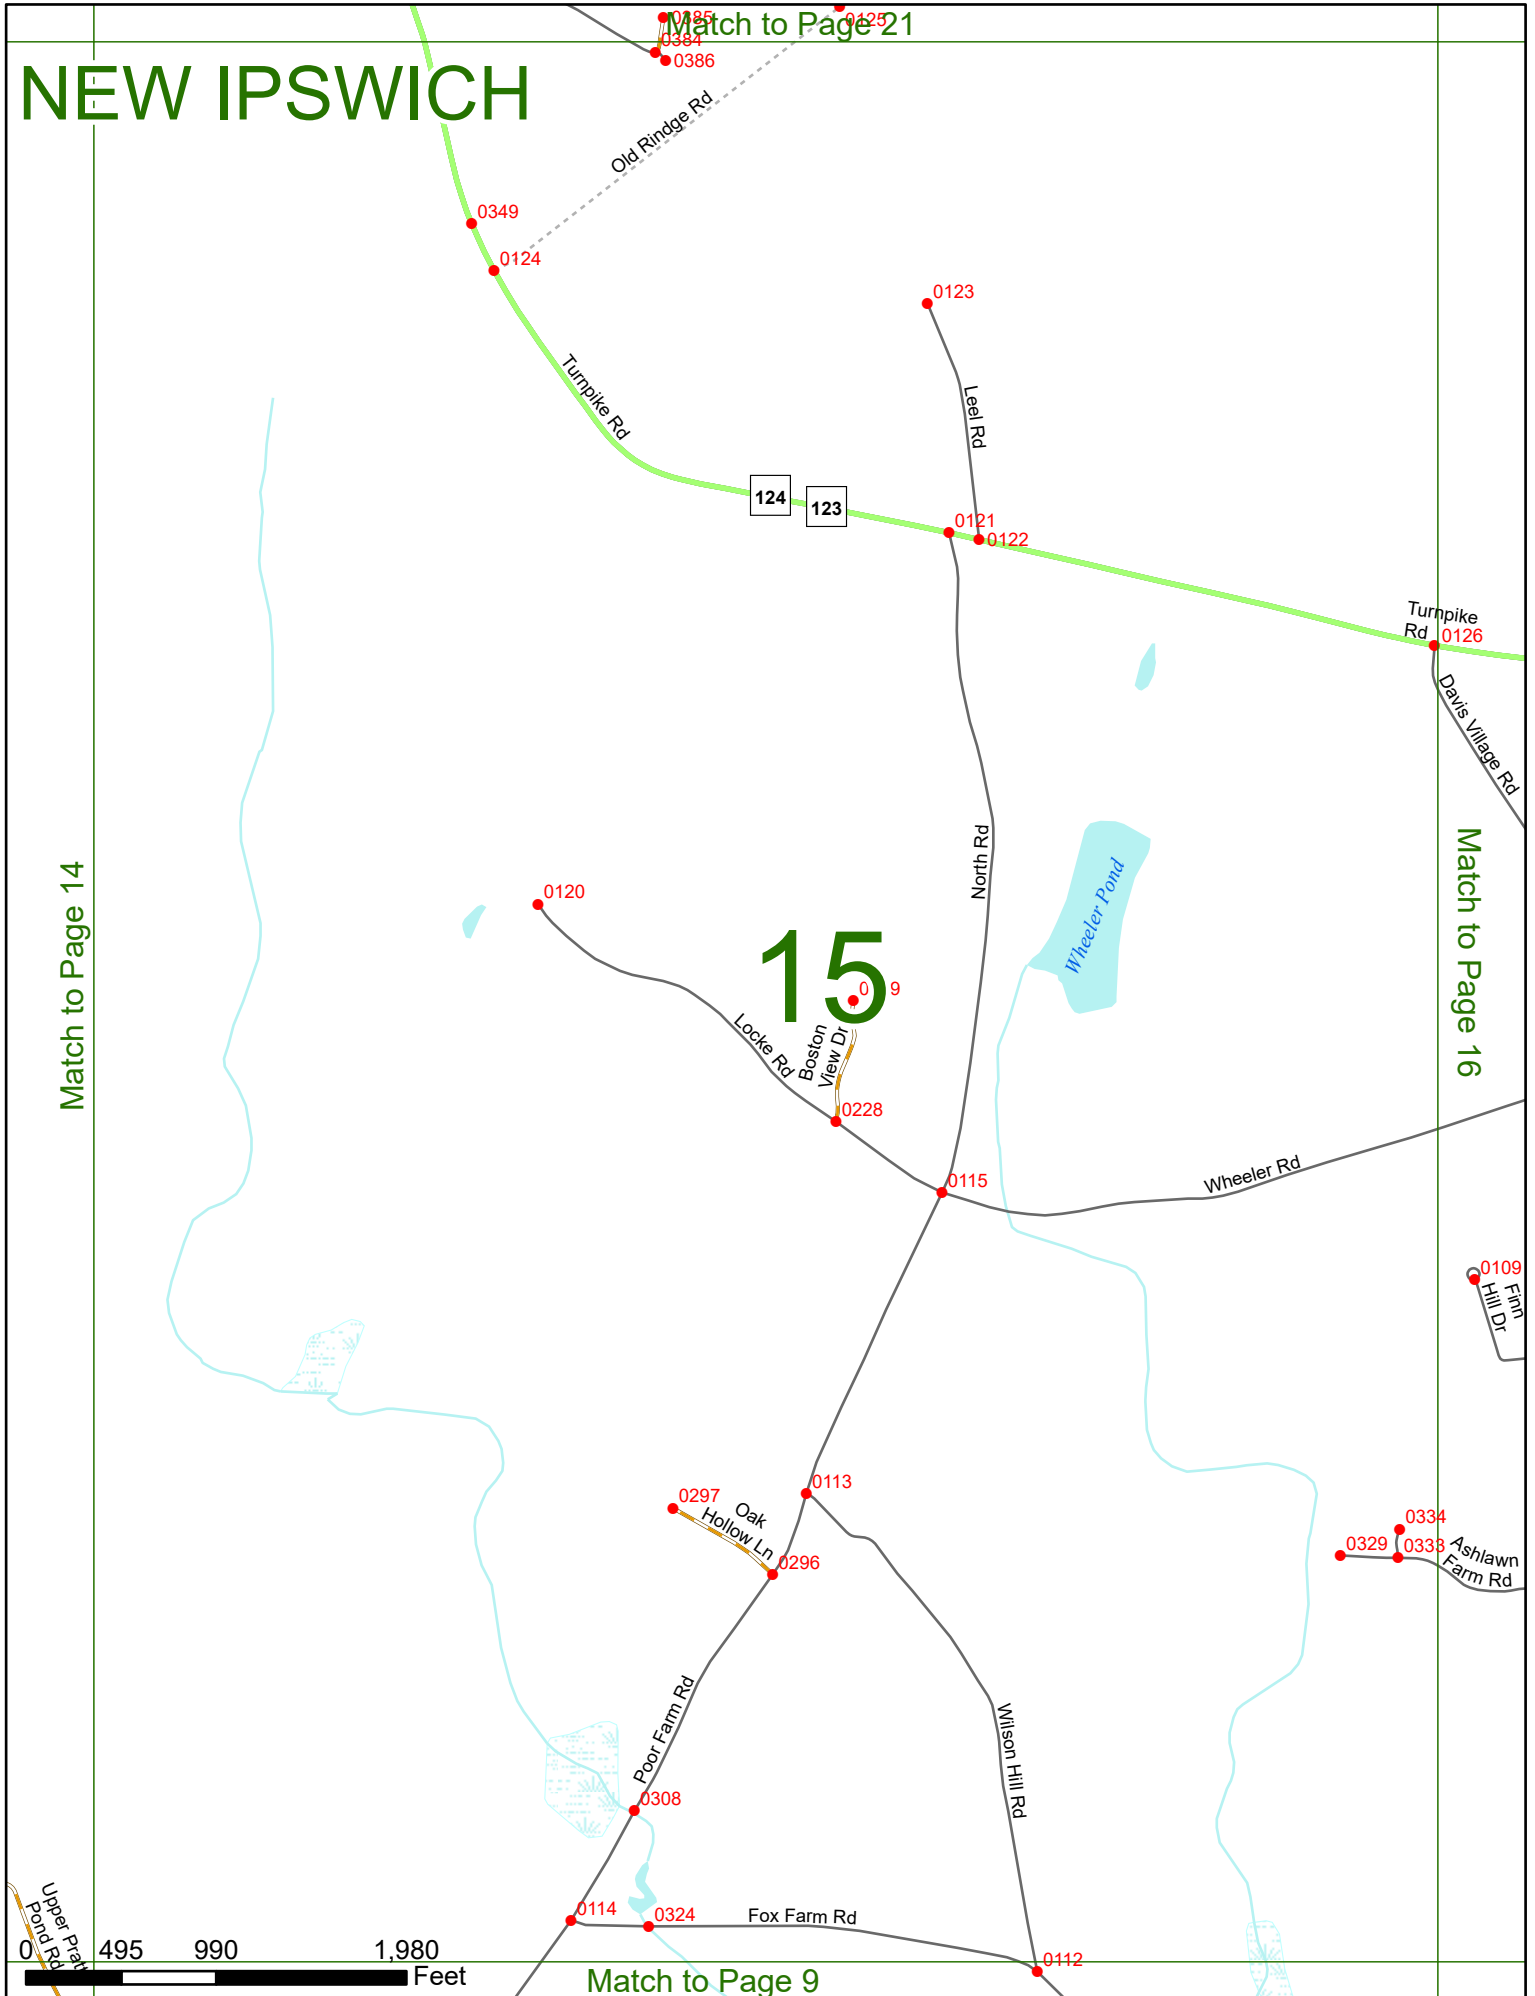 0385
Match to Page 21
0125
0384
0386
NEW IPSWICH
Old Rindge Rd
0349
0124
0123
Turnpike Rd
Leel Rd
124
123
0121
0122
Turnpike
Rd
0126
Davis Village Rd
North Rd
Wheeler Pond
Match to Page 14
Match to Page 16
0120
15
Locke Rd
Boston
View Dr
0228
0115
Wheeler Rd
0109
Finn
Hill Dr
0113
0297
Oak
Hollow Ln
0296
0334
0329
0333
Ashlawn
Farm Rd
Poor Farm Rd
Wilson Hill Rd
0308
0114
0324
Fox Farm Rd
0112
Upper Pratt
Pond Rd
0 495 990 1,980
Feet
Match to Page 9